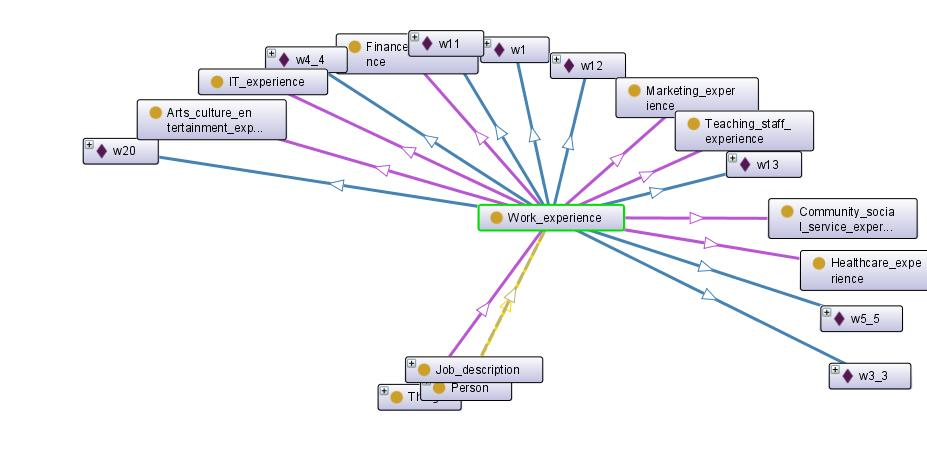 w11
w1
Finance
nce
w4_4
w12
IT_experience
Marketing_exper
ience
Arts_culture_en
tertainment_exp...
Teaching_staff_
experience
w20
w13
Work_experience
Community_socia
l_service_exper...
Healthcare_expe
rience
w5_5
w3_3
Job_description
Person